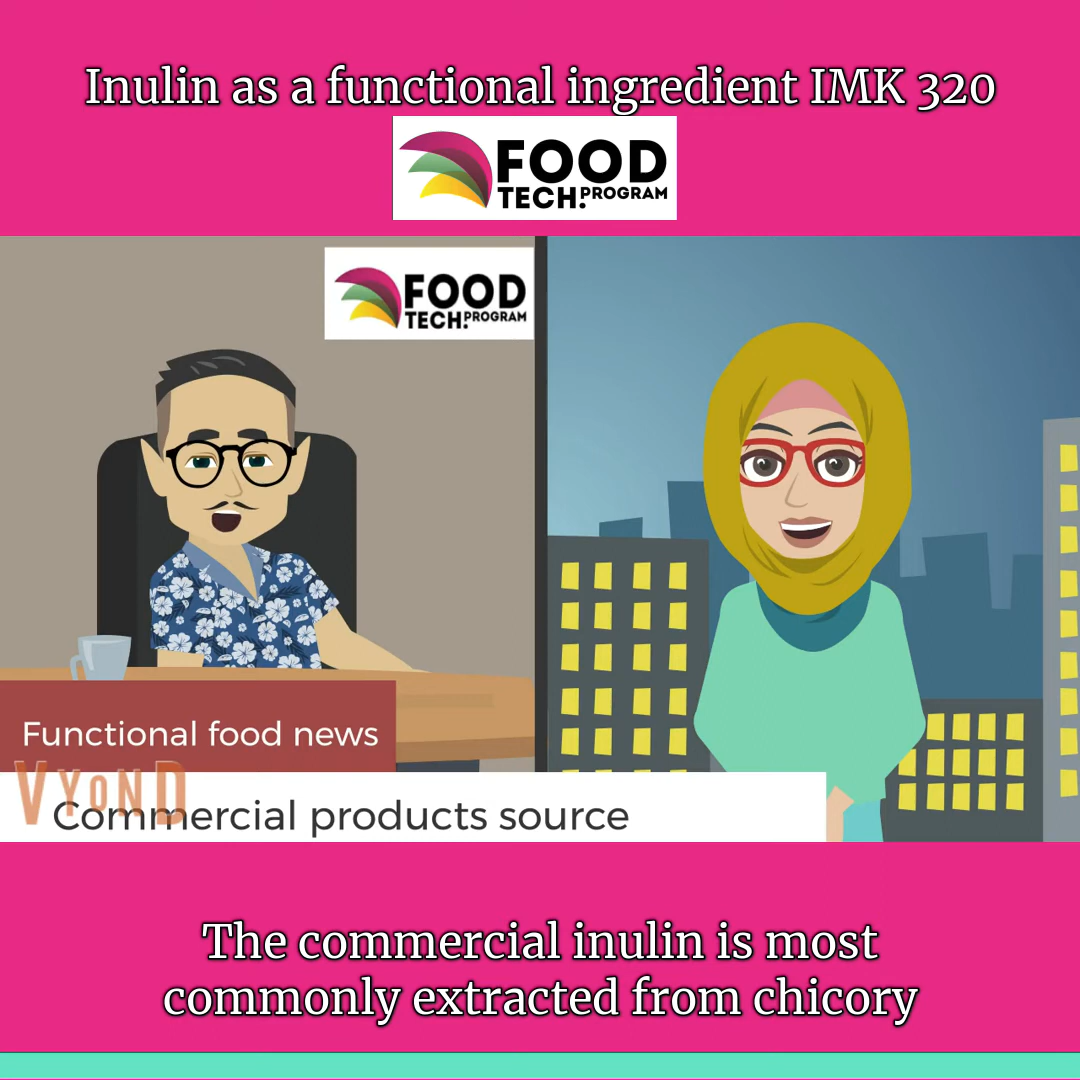 Inulin as a functional ingredient IMK 320
FOOD
TECH.PROGRAM
FOOD
TECH.PROGRAM
Functional food news
VYOND
Commercial products source
The commercial inulin is most
commonly extracted from chicory